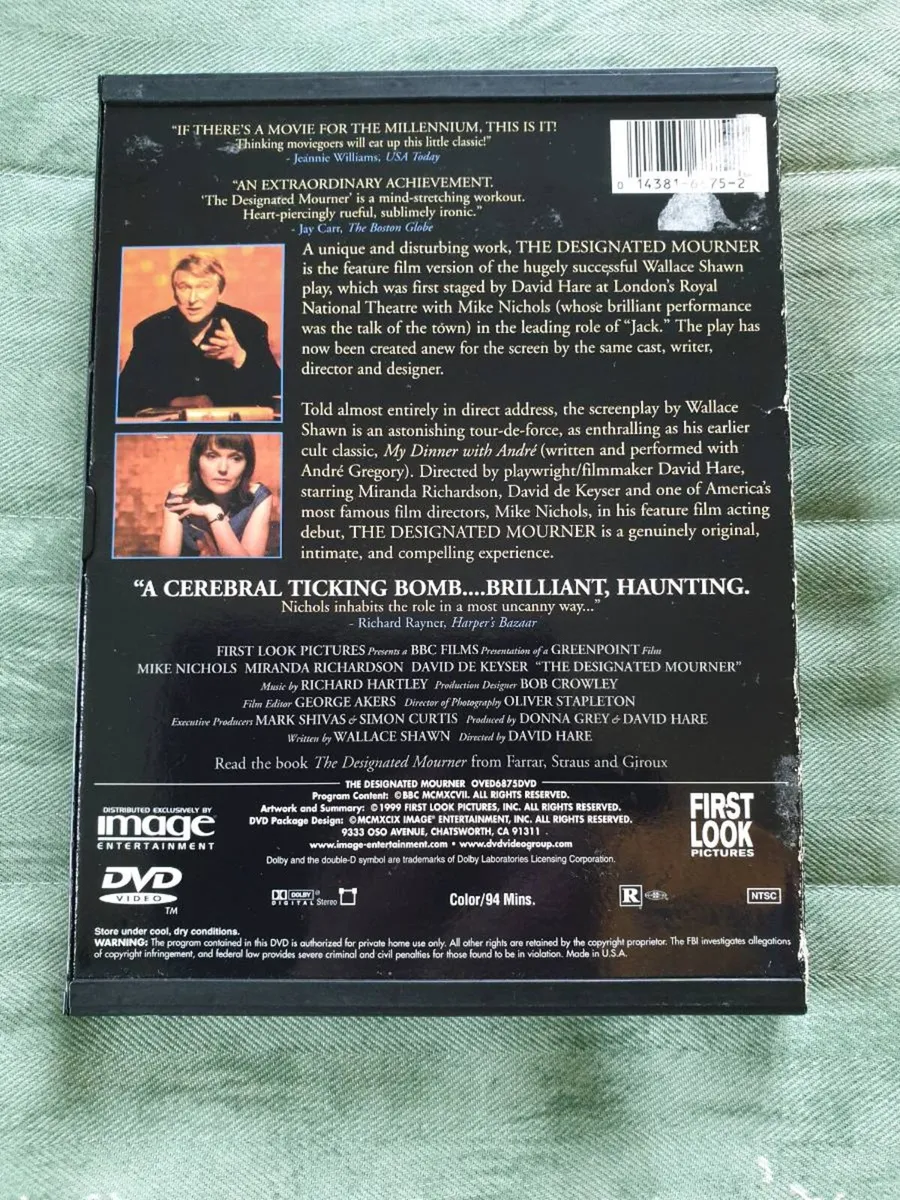 "IF THERE'S A MOVIE FOR THE MILLENNIUM, THIS IS IT!
Thinking moviegoers will eat up this little classic!"
- Jeannie Williams, USA Today
"AN EXTRAORDINARY ACHIEVEMENT.
'The Designated Mourner' is a mind-stretching workout.
Heart-piercingly rueful, sublimely ironic."
- Jay Carr, The Boston Globe
0 14381-6 75-2
A unique and disturbing work, THE DESIGNATED MOURNER
is the feature film version of the hugely successful Wallace Shawn
play, which was first staged by David Hare at London's Royal
National Theatre with Mike Nichols (whose brilliant performance
was the talk of the town) in the leading role of "Jack." The play has
now been created anew for the screen by the same cast, writer,
director and designer.
Told almost entirely in direct address, the screenplay by Wallace
Shawn is an astonishing tour-de-force, as enthralling as his earlier
cult classic, My Dinner with André (written and performed with
André Gregory). Directed by playwright/filmmaker David Hare,
starring Miranda Richardson, David de Keyser and one of America's
most famous film directors, Mike Nichols, in his feature film acting
debut, THE DESIGNATED MOURNER is a genuinely original,
intimate, and compelling experience.
"A CEREBRAL TICKING BOMB....BRILLIANT, HAUNTING.
Nichols inhabits the role in a most uncanny way..."
- Richard Rayner, Harper's Bazaar
FIRST LOOK PICTURES Presents a BBC FILMS Presentation of a GREENPOINT Film
MIKE NICHOLS MIRANDA RICHARDSON DAVID DE KEYSER "THE DESIGNATED MOURNER"
Music by RICHARD HARTLEY Production Designer BOB CROWLEY
Film Editor GEORGE AKERS Director of Photography OLIVER STAPLETON
Executive Producers MARK SHIVAS & SIMON CURTIS Produced by DONNA GREY & DAVID HARE
Written by WALLACE SHAWN Directed by DAVID HARE
Read the book The Designated Mourner from Farrar, Straus and Giroux
THE DESIGNATED MOURNER OVED6875DVD
Program Content: ©BBC MCMXCVII. ALL RIGHTS RESERVED.
Artwork and Summary: ©1999 FIRST LOOK PICTURES, INC. ALL RIGHTS RESERVED.
DVD Package Design: ©MCMXCIX IMAGE® ENTERTAINMENT, INC. ALL RIGHTS RESERVED.
9333 OSO AVENUE, CHATSWORTH, CA 91311
www.image-entertainment.com • www.dvdvideogroup.com
Dolby and the double-D symbol are trademarks of Dolby Laboratories Licensing Corporation.
DISTRIBUTED EXCLUSIVELY BY
image
ENTERTAINMENT
FIRST
LOOK
PICTURES
DVD
VIDEO
TM
DOLBY
DIGITAL Stereo
Color/94 Mins.
R
NTSC
Store under cool, dry conditions.
WARNING: The program contained in this DVD is authorized for private home use only. All other rights are retained by the copyright proprietor. The FBI investigates allegations
of copyright infringement, and federal law provides severe criminal and civil penalties for those found to be in violation. Made in U.S.A.